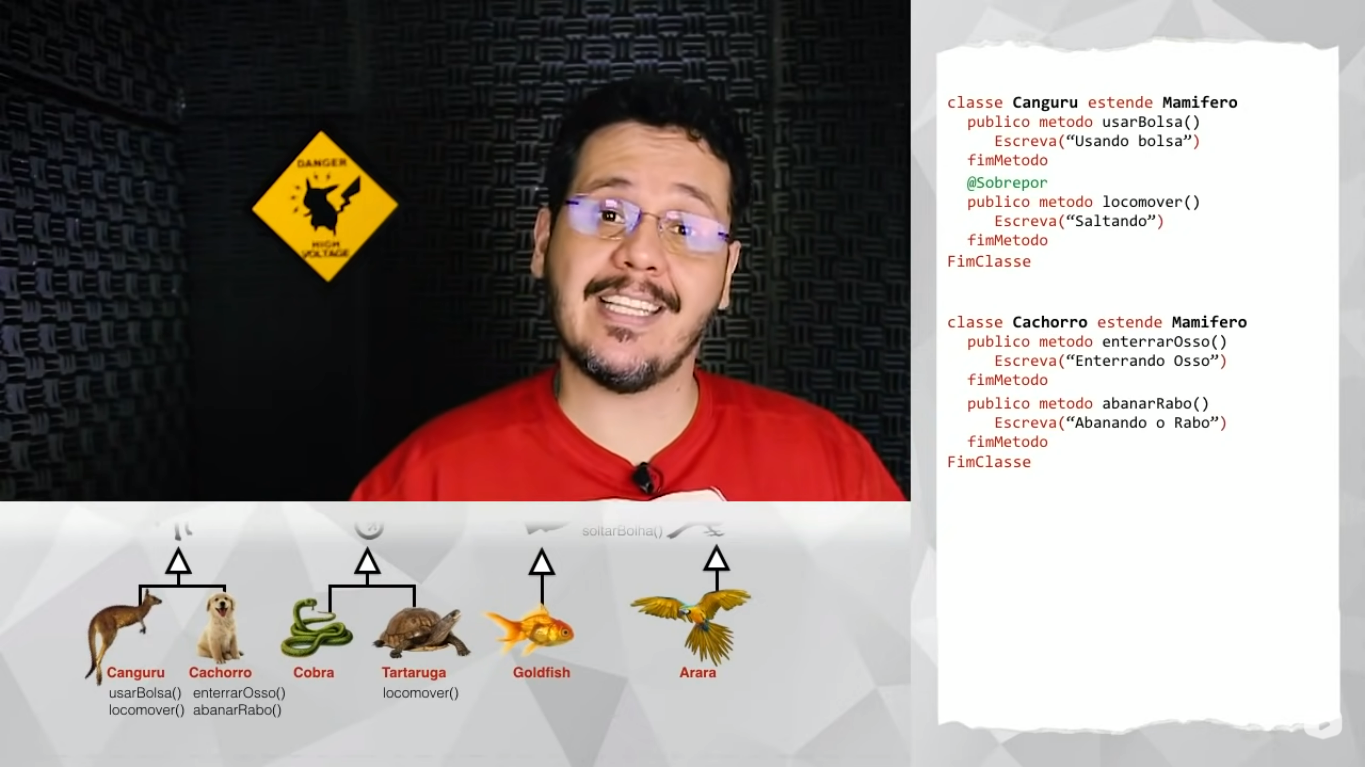 DANGER
HIGH
VOLTAGE
classe Canguru estende Mamifero
publico metodo usarBolsa()
Escreva(“Usando bolsa”)
fimMetodo
@Sobrepor
publico metodo locomover()
Escreva(“Saltando”)
fimMetodo
FimClasse
classe Cachorro estende Mamifero
publico metodo enterrarOsso()
Escreva(“Enterrando Osso”)
fimMetodo
publico metodo abanarRabo()
Escreva(“Abanando o Rabo”)
fimMetodo
FimClasse
soltarBolha()
Canguru
usarBolsa()
locomover()
Cachorro
enterrarOsso()
abanarRabo()
Cobra
Tartaruga
locomover()
Goldfish
Arara